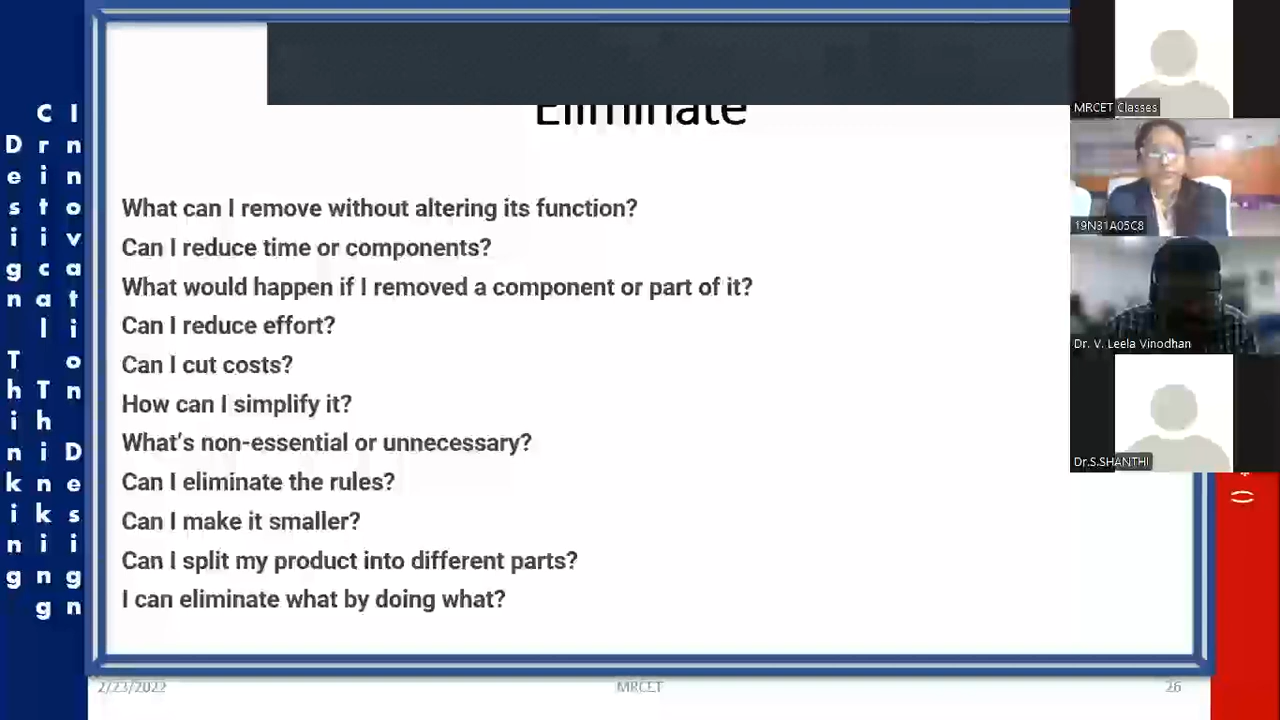 Eliminate
What can I remove without altering its function?
Can I reduce time or components?
What would happen if I removed a component or part of it?
Can I reduce effort?
Can I cut costs?
How can I simplify it?
What's non-essential or unnecessary?
Can I eliminate the rules?
Can I make it smaller?
Can I split my product into different parts?
I can eliminate what by doing what?
Design Thinking
Critical Thinking
Innovation Design
2/23/2022
MRCET
26
MRCET Classes
19N31A05C8
Dr. V. Leela Vinodhan
Dr.S.SHANTHI